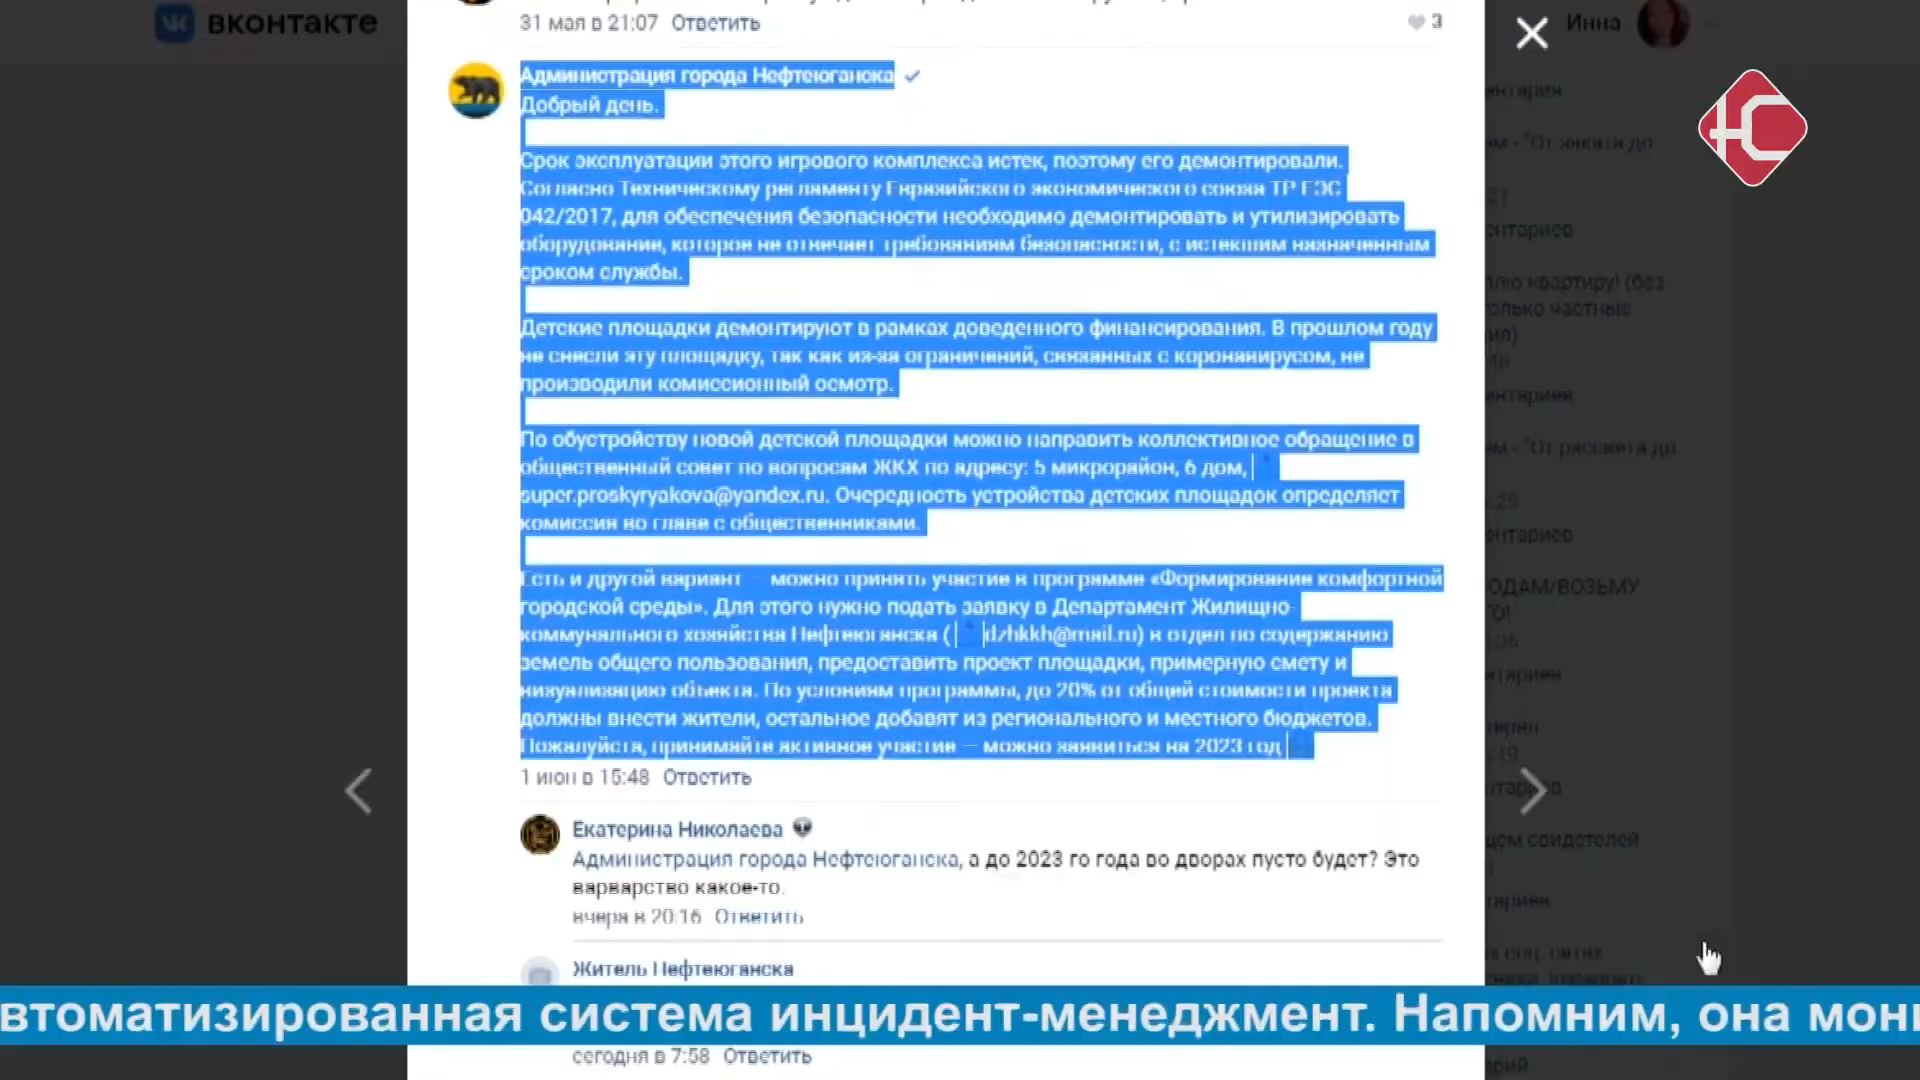 вконтакте
Инна
31 мая в 21:07 Ответить
3
Администрация города Нефтеюганска
Добрый день.
Срок эксплуатации этого игрового комплекса истек, поэтому его демонтировали.
Согласно Техническому регламенту Евразийского экономического союза ТР ЕЭС
042/2017, для обеспечения безопасности необходимо демонтировать и утилизировать
оборудование, которое не отвечает требованиям безопасности, с истекшим назначенным
сроком службы.
Детские площадки демонтируют в рамках доведенного финансирования. В прошлом году
не снесли эту площадку, так как из-за ограничений, связанных с коронавирусом, не
производили комиссионный осмотр.
По обустройству новой детской площадки можно направить коллективное обращение в
общественный совет по вопросам ЖКХ по адресу: 5 микрорайон, 6 дом,
super.proskyryakova@yandex.ru. Очередность устройства детских площадок определяет
комиссия во главе с общественниками.
Есть и другой вариант — можно принять участие в программе «Формирование комфортной
городской среды». Для этого нужно подать заявку в Департамент Жилищно-
коммунального хозяйства Нефтеюганска ( dzhkkh@mail.ru) в отдел по содержанию
земель общего пользования, предоставить проект площадки, примерную смету и
визуализацию объекта. По условиям программы, до 20% от общей стоимости проекта
должны внести жители, остальное добавят из регионального и местного бюджетов.
Пожалуйста, принимайте активное участие — можно заявиться на 2023 год
1 июн в 15:48 Ответить
Екатерина Николаева
Администрация города Нефтеюганска, а до 2023 го года во дворах пусто будет? Это
варварство какое-то.
вчера в 20:16 Ответить
Житель Нефтеюганска
втоматизированная система инцидент-менеджмент. Напомним, она мон
сегодня в 7:58 Ответить